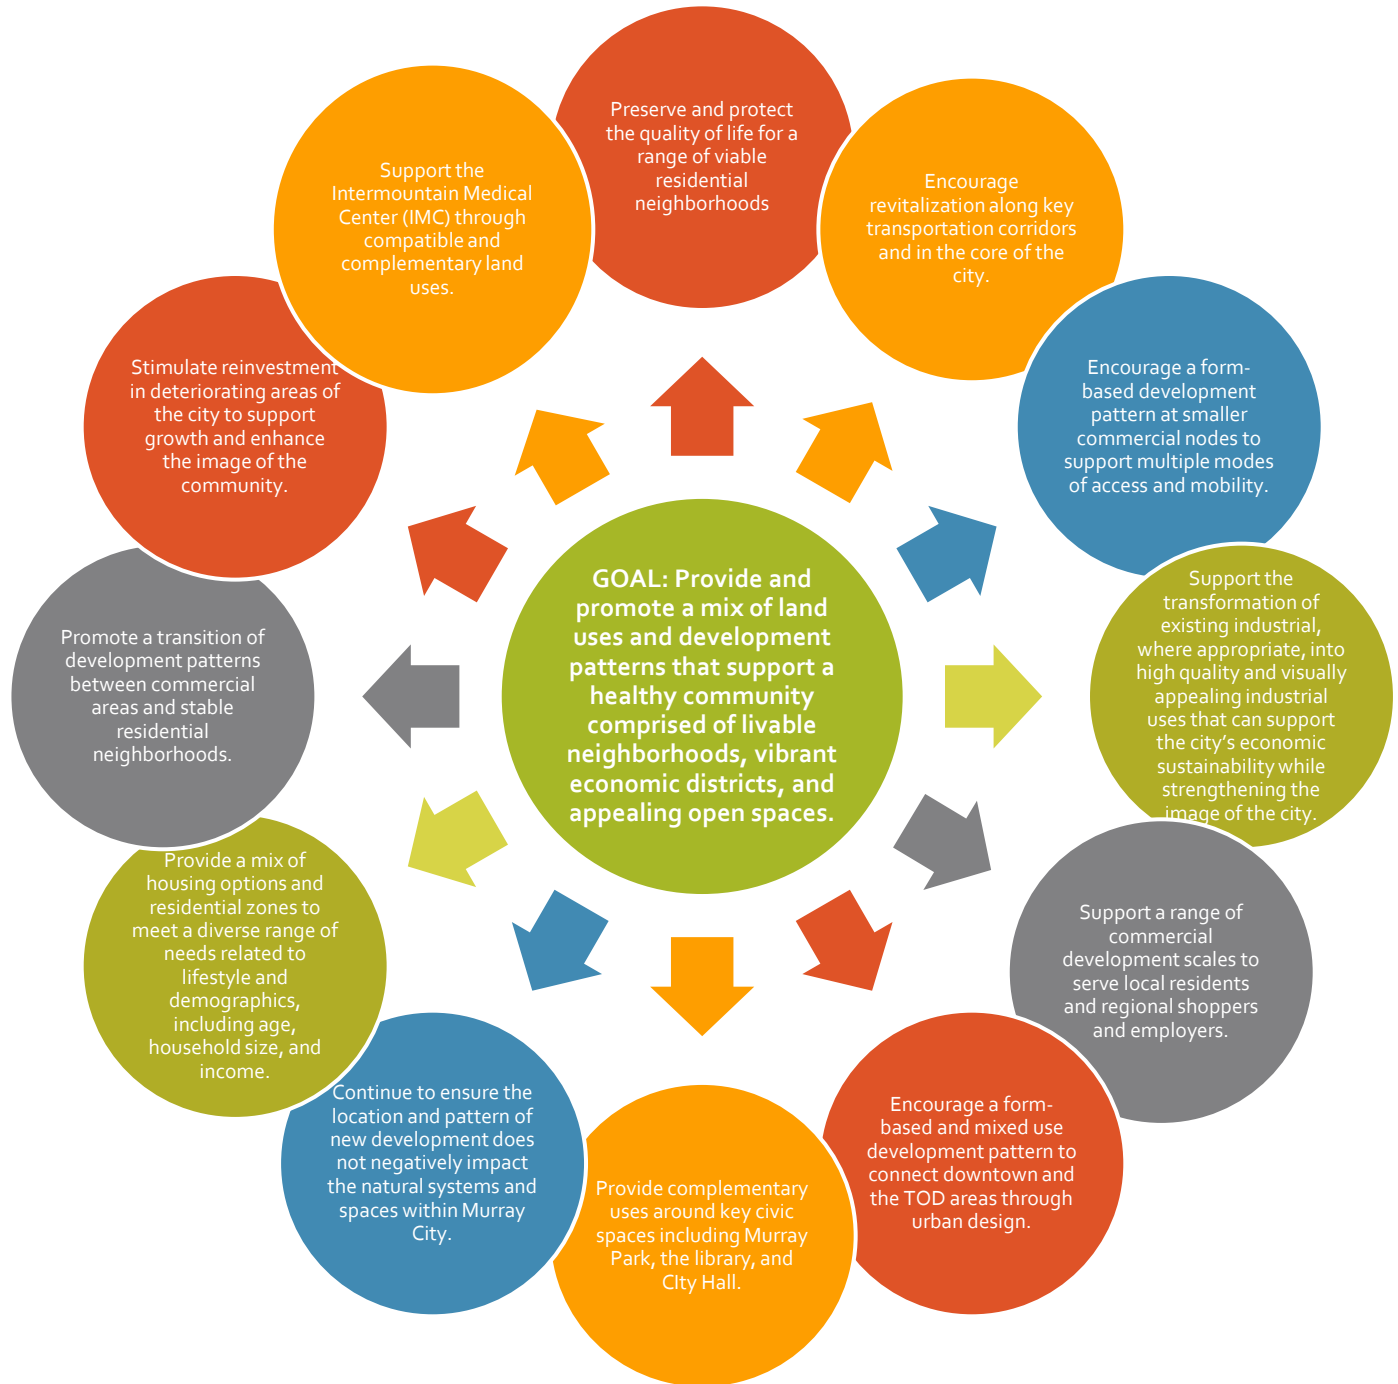 Preserve and protect
the quality of life for a
range of viable
residential
neighborhoods
Encourage
revitalization along key
transportation corridors
and in the core of the
city.
Encourage a form-
based development
pattern at smaller
commercial nodes to
support multiple modes
of access and mobility.
Support the
transformation of
existing industrial,
where appropriate, into
high quality and visually
appealing industrial
uses that can support
the city’s economic
sustainability while
strengthening the
image of the city.
Support a range of
commercial
development scales to
serve local residents
and regional shoppers
and employers.
Encourage a form-
based and mixed use
development pattern to
connect downtown and
the TOD areas through
urban design.
Provide complementary
uses around key civic
spaces including Murray
Park, the library, and
CIty Hall.
Continue to ensure the
location and pattern of
new development does
not negatively impact
the natural systems and
spaces within Murray
City.
Provide a mix of
housing options and
residential zones to
meet a diverse range of
needs related to
lifestyle and
demographics,
including age,
household size, and
income.
Promote a transition of
development patterns
between commercial
areas and stable
residential
neighborhoods.
Stimulate reinvestment
in deteriorating areas of
the city to support
growth and enhance
the image of the
community.
Support the
Intermountain Medical
Center (IMC) through
compatible and
complementary land
uses.
GOAL: Provide and
promote a mix of land
uses and development
patterns that support a
healthy community
comprised of livable
neighborhoods, vibrant
economic districts, and
appealing open spaces.